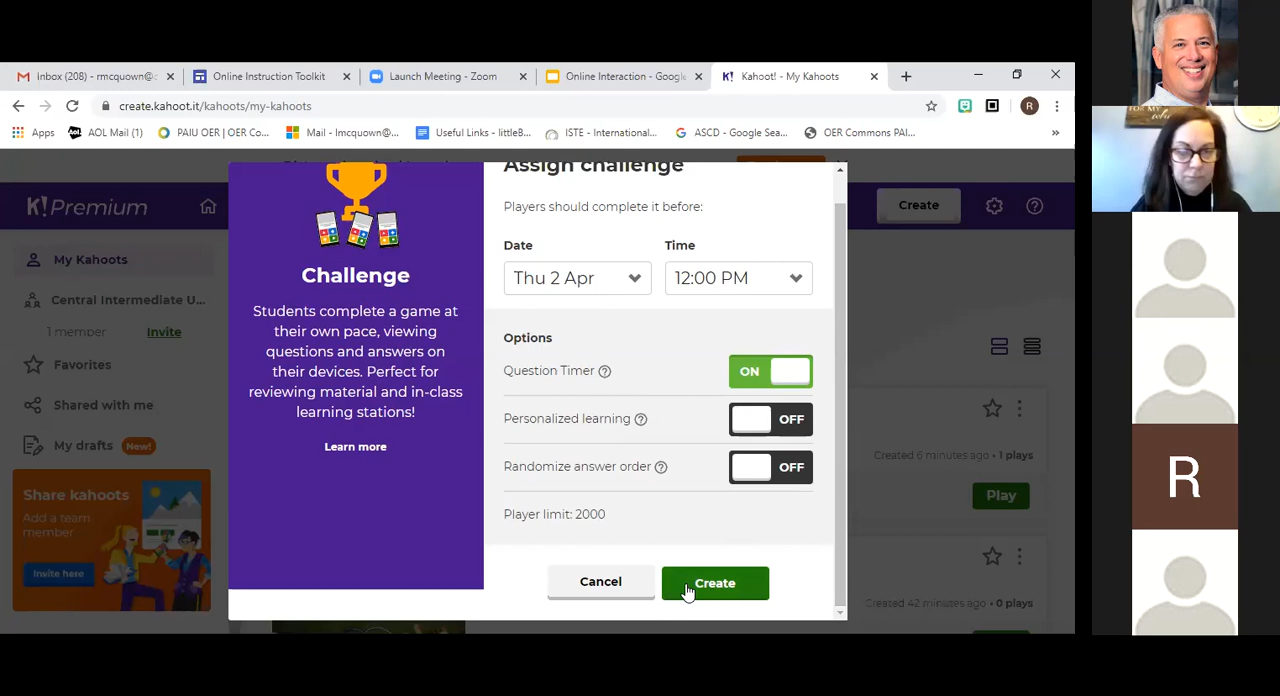 Inbox (208) - rmcquown@c
Online Instruction Toolkit
Launch Meeting - Zoom
Online Interaction - Google
K! Kahoot! - My Kahoots
create.kahoot.it/kahoots/my-kahoots
R
Apps
AOL Mail (1)
PAIU OER | OER Co...
Mail - lmcquown@...
Useful Links - littleB...
ISTE - International...
ASCD - Google Sea...
OER Commons PAI...
»
K! Premium
Create
My Kahoots
Central Intermediate U...
1 member
Invite
Favorites
Shared with me
My drafts
New!
Share kahoots
Add a team
member
Invite here
Challenge
Students complete a game at
their own pace, viewing
questions and answers on
their devices. Perfect for
reviewing material and in-class
learning stations!
Learn more
Assign challenge
Players should complete it before:
Date
Time
Thu 2 Apr
12:00 PM
Options
Question Timer
ON
Personalized learning
OFF
Randomize answer order
OFF
Player limit: 2000
Cancel
Create
Created 6 minutes ago • 1 plays
Play
Created 42 minutes ago • 0 plays
R